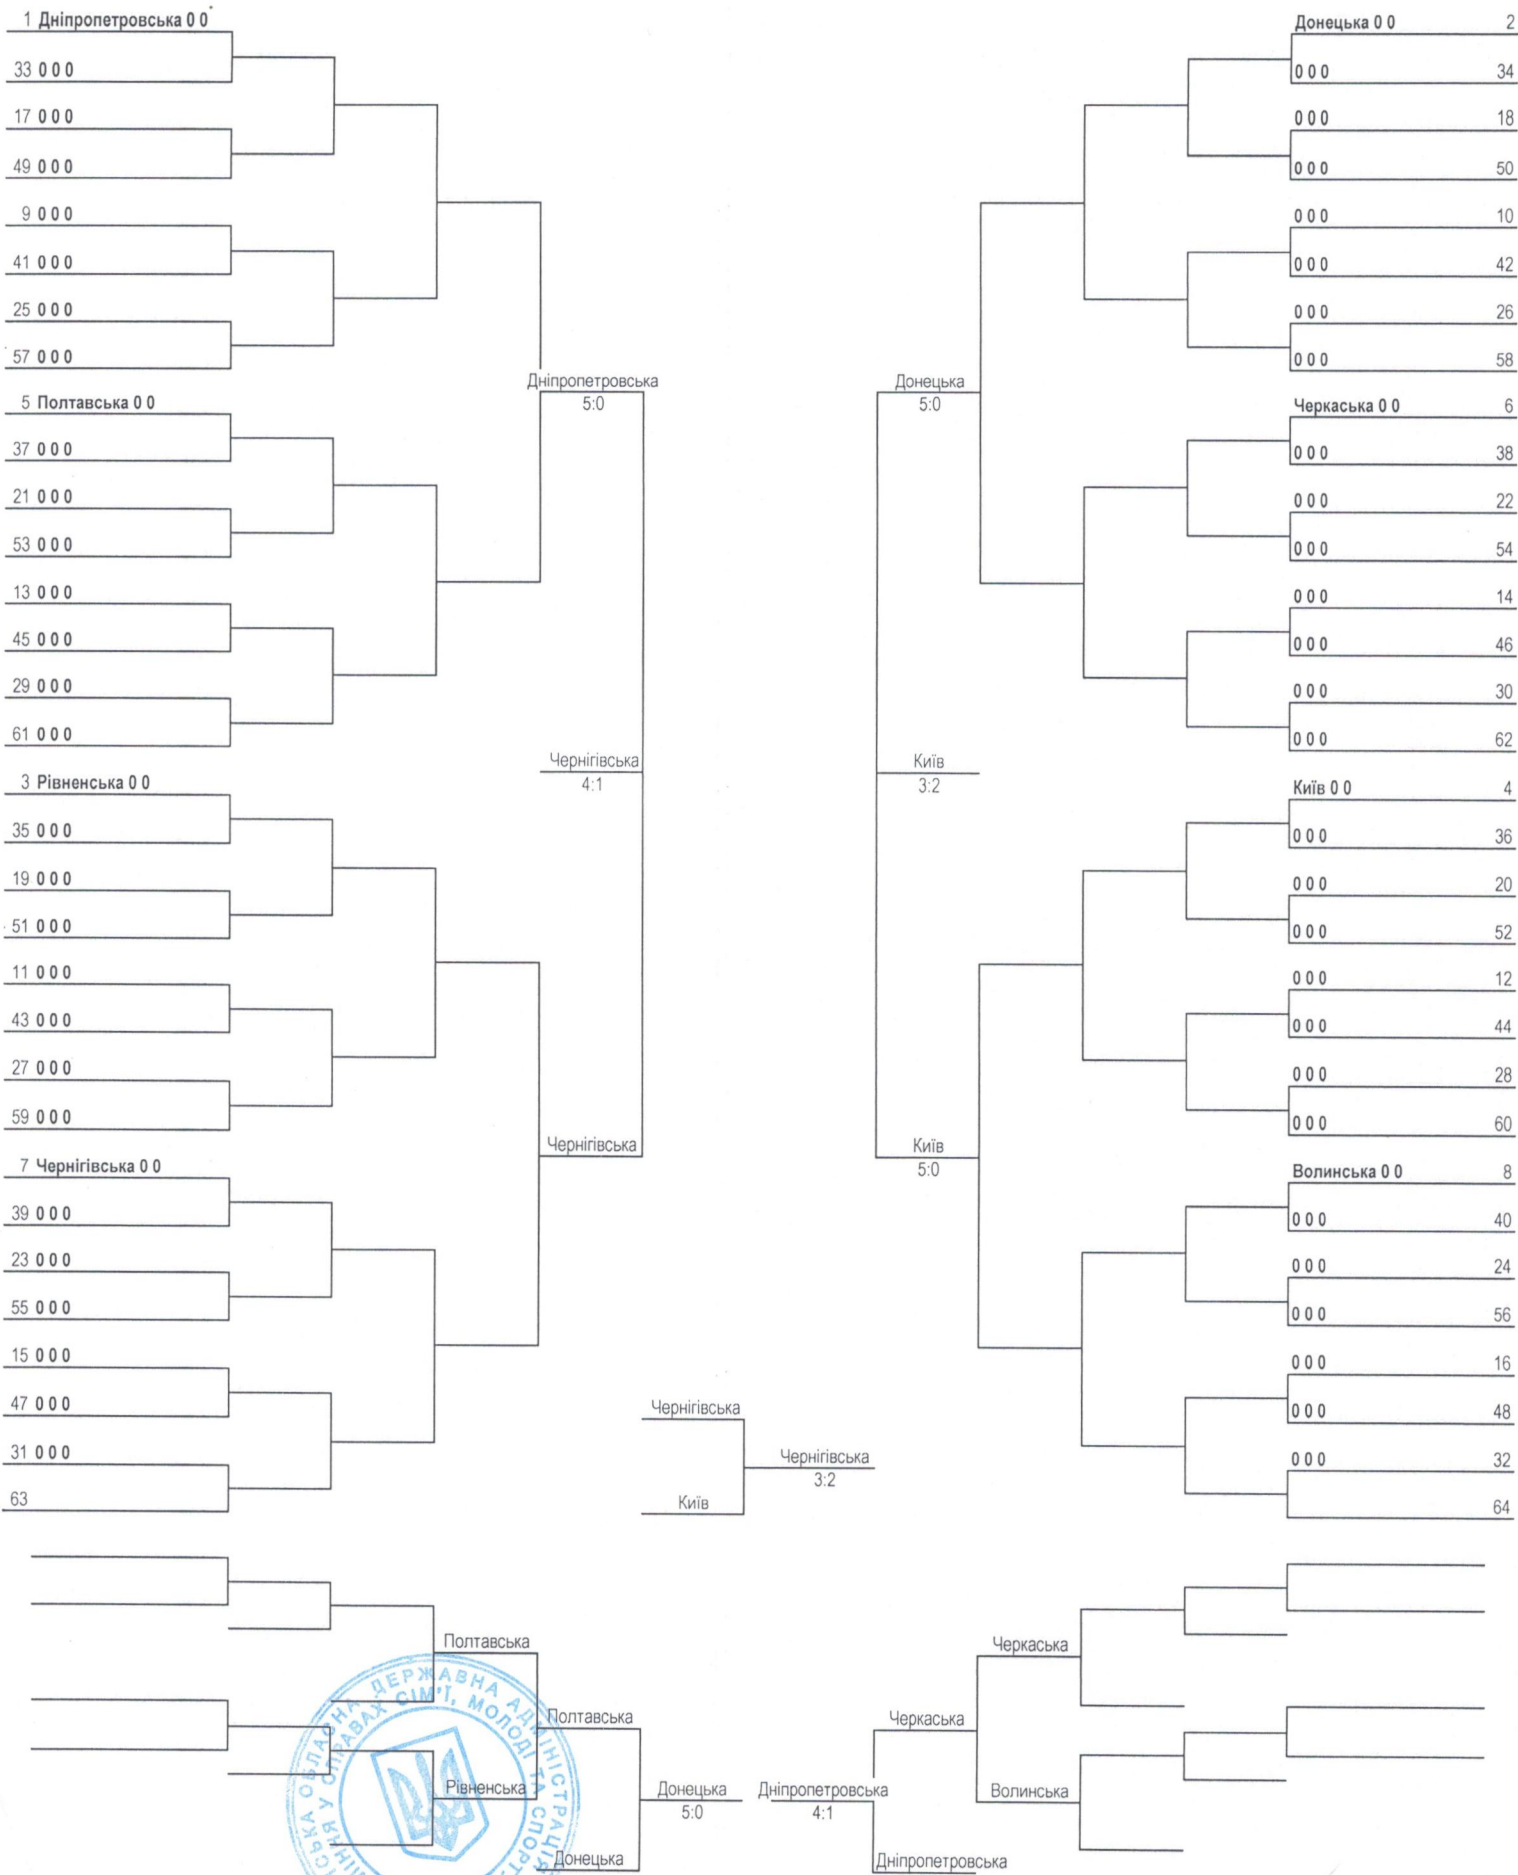 1 Дніпропетровська 0 0
33 0 0 0
17 0 0 0
49 0 0 0
9 0 0 0
41 0 0 0
25 0 0 0
57 0 0 0
5 Полтавська 0 0
37 0 0 0
21 0 0 0
53 0 0 0
13 0 0 0
45 0 0 0
29 0 0 0
61 0 0 0
3 Рівненська 0 0
35 0 0 0
19 0 0 0
51 0 0 0
11 0 0 0
43 0 0 0
27 0 0 0
59 0 0 0
7 Чернігівська 0 0
39 0 0 0
23 0 0 0
55 0 0 0
15 0 0 0
47 0 0 0
31 0 0 0
63
Дніпропетровська
5:0
Чернігівська
4:1
Чернігівська
Чернігівська
Київ
Чернігівська
3:2
Донецька
5:0
Київ
3:2
Київ
5:0
Донецька 0 0 2
0 0 0 34
0 0 0 18
0 0 0 50
0 0 0 10
0 0 0 42
0 0 0 26
0 0 0 58
Черкаська 0 0 6
0 0 0 38
0 0 0 22
0 0 0 54
0 0 0 14
0 0 0 46
0 0 0 30
0 0 0 62
Київ 0 0 4
0 0 0 36
0 0 0 20
0 0 0 52
0 0 0 12
0 0 0 44
0 0 0 28
0 0 0 60
Волинська 0 0 8
0 0 0 40
0 0 0 24
0 0 0 56
0 0 0 16
0 0 0 48
0 0 0 32
64
Полтавська
Полтавська
Рівненська
Донецька
5:0
Донецька
Черкаська
Черкаська
Волинська
Дніпропетровська
4:1
Дніпропетровська
ОБЛАСНА ДЕРЖАВНА АДМІНІСТРАЦІЯ
У СПРАВАХ СІМ'Ї, МОЛОДІ ТА СПОРТ